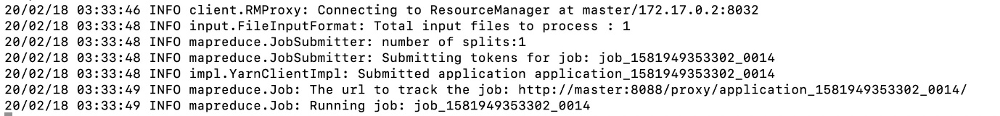 20/02/18 03:33:46 INFO client.RMProxy: Connecting to ResourceManager at master/172.17.0.2:8032
20/02/18 03:33:48 INFO input.FileInputFormat: Total input files to process : 1
20/02/18 03:33:48 INFO mapreduce.JobSubmitter: number of splits:1
20/02/18 03:33:48 INFO mapreduce.JobSubmitter: Submitting tokens for job: job_1581949353302_0014
20/02/18 03:33:48 INFO impl.YarnClientImpl: Submitted application application_1581949353302_0014
20/02/18 03:33:49 INFO mapreduce.Job: The url to track the job: http://master:8088/proxy/application_1581949353302_0014/
20/02/18 03:33:49 INFO mapreduce.Job: Running job: job_1581949353302_0014